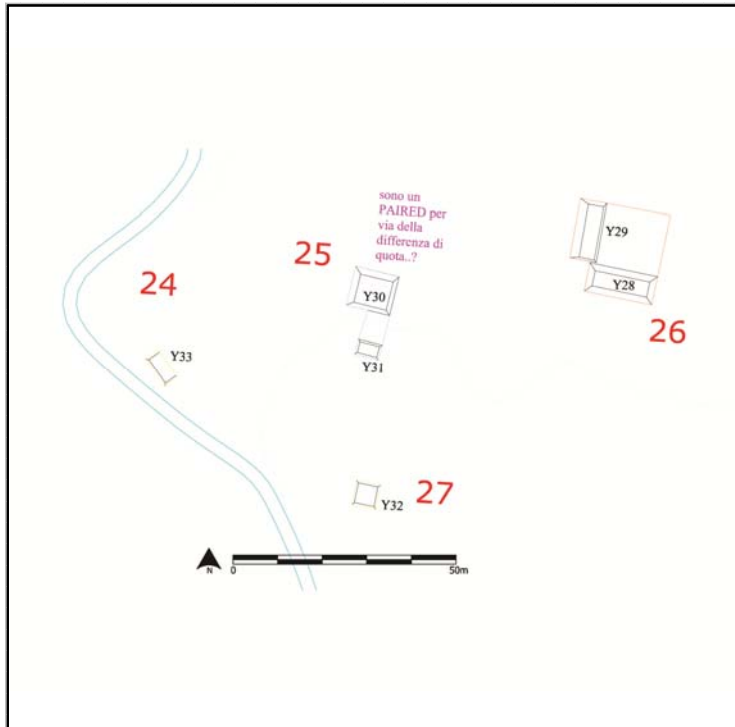 sono un
PAIRED per
via della
differenza di
quota..?
25
24
Y30
Y29
Y28
26
Y33
Y31
27
Y32
N
0
50m